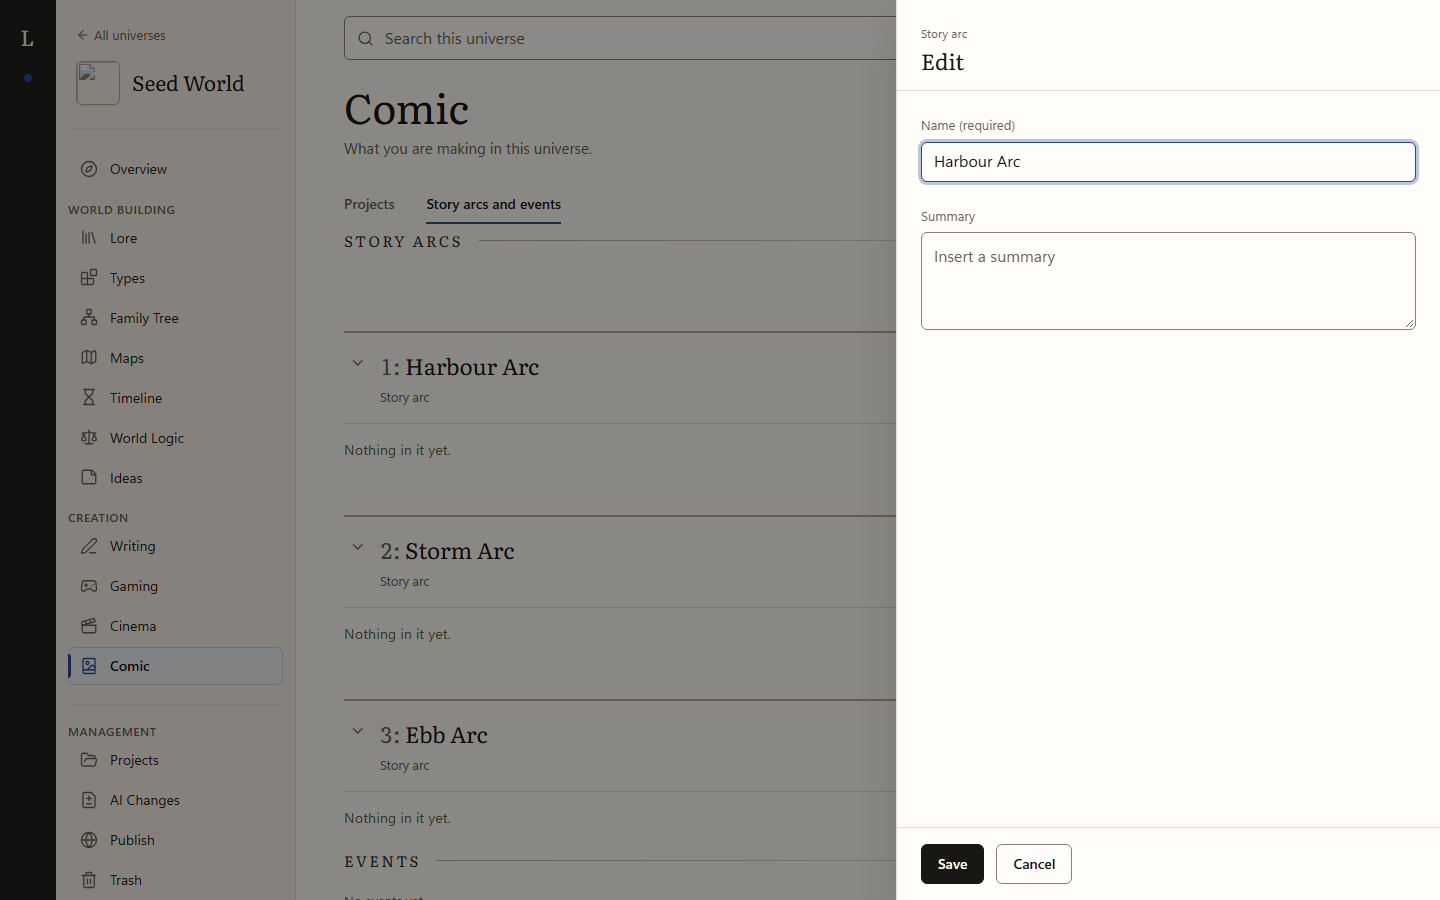 L
All universes
Seed World
Overview
WORLD BUILDING
Lore
Types
Family Tree
Maps
Timeline
World Logic
Ideas
CREATION
Writing
Gaming
Cinema
Comic
MANAGEMENT
Projects
AI Changes
Publish
Trash
Search this universe
Comic
What you are making in this universe.
Projects
Story arcs and events
STORY ARCS
1: Harbour Arc
Story arc
Nothing in it yet.
2: Storm Arc
Story arc
Nothing in it yet.
3: Ebb Arc
Story arc
Nothing in it yet.
EVENTS
Story arc
Edit
Name (required)
Harbour Arc
Summary
Insert a summary
Save
Cancel